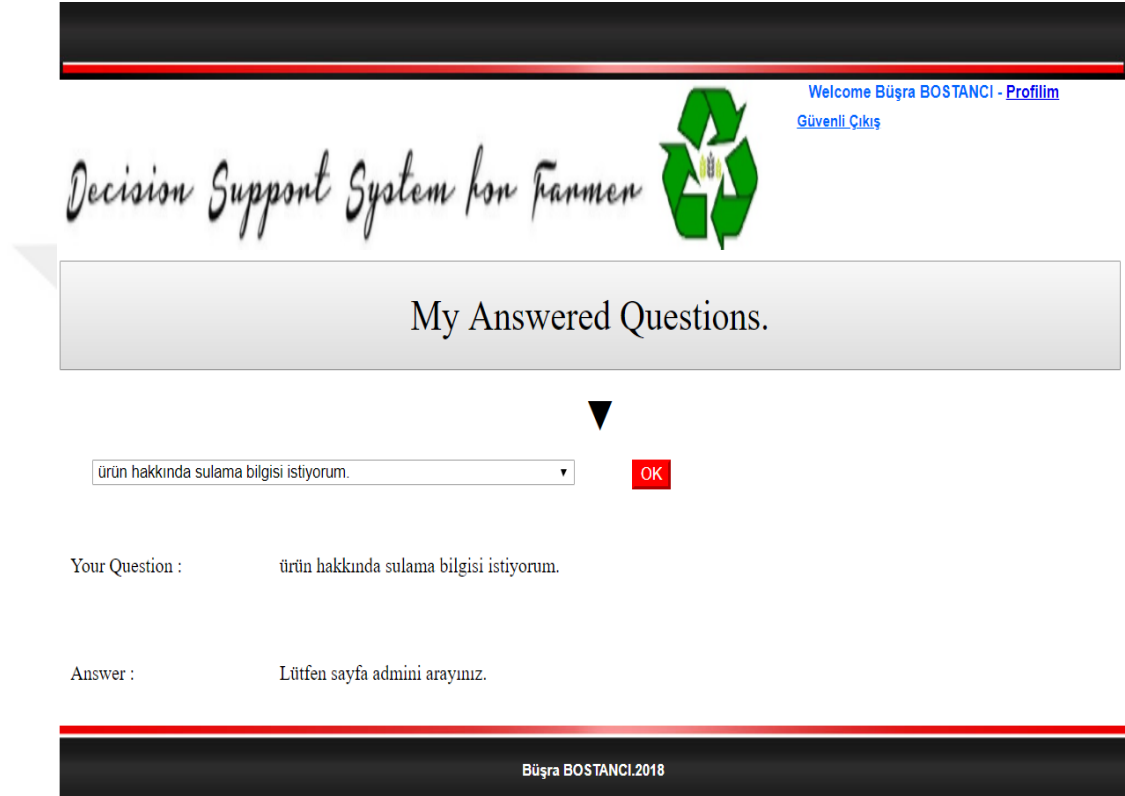 Welcome Büşra BOSTANCI - Profilim
Güvenli Çıkış
Decision Support System for Farmer
My Answered Questions.
ürün hakkında sulama bilgisi istiyorum.
OK
Your Question : ürün hakkında sulama bilgisi istiyorum.
Answer : Lütfen sayfa admini arayınız.
Büşra BOSTANCI.2018